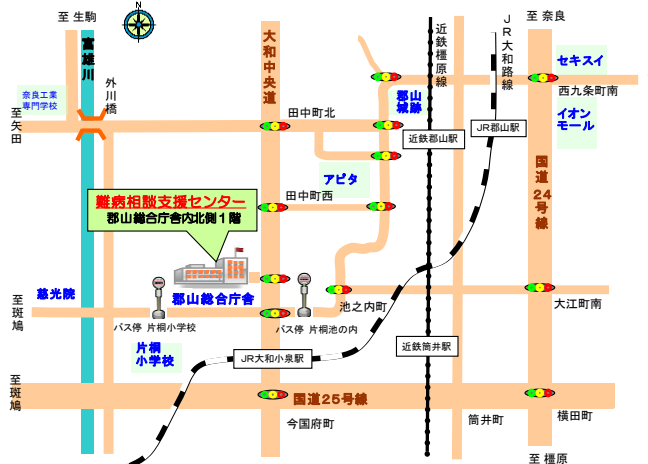 至 生駒
至 奈良
富雄川
大和中央道
近鉄橿原線
JR大和路線
セキスイ
奈良工業
専門学校
外川橋
郡山
城跡
西九条町南
至矢田
田中町北
イオン
モール
近鉄郡山駅
JR郡山駅
アピタ
国道24号線
難病相談支援センター
郡山総合庁舎内北側1階
田中町西
慈光院
郡山総合庁舎
至斑鳩
池之内町
大江町南
バス停 片桐小学校
バス停 片桐池の内
片桐
小学校
JR大和小泉駅
近鉄筒井駅
至斑鳩
国道25号線
今国府町
筒井町
横田町
至 橿原